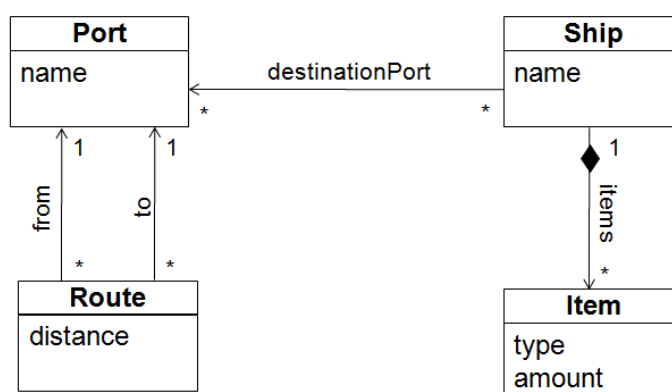 Port
Ship
name
destinationPort
name
*
*
1
1
1
from
to
items
*
*
*
Route
Item
distance
type
amount